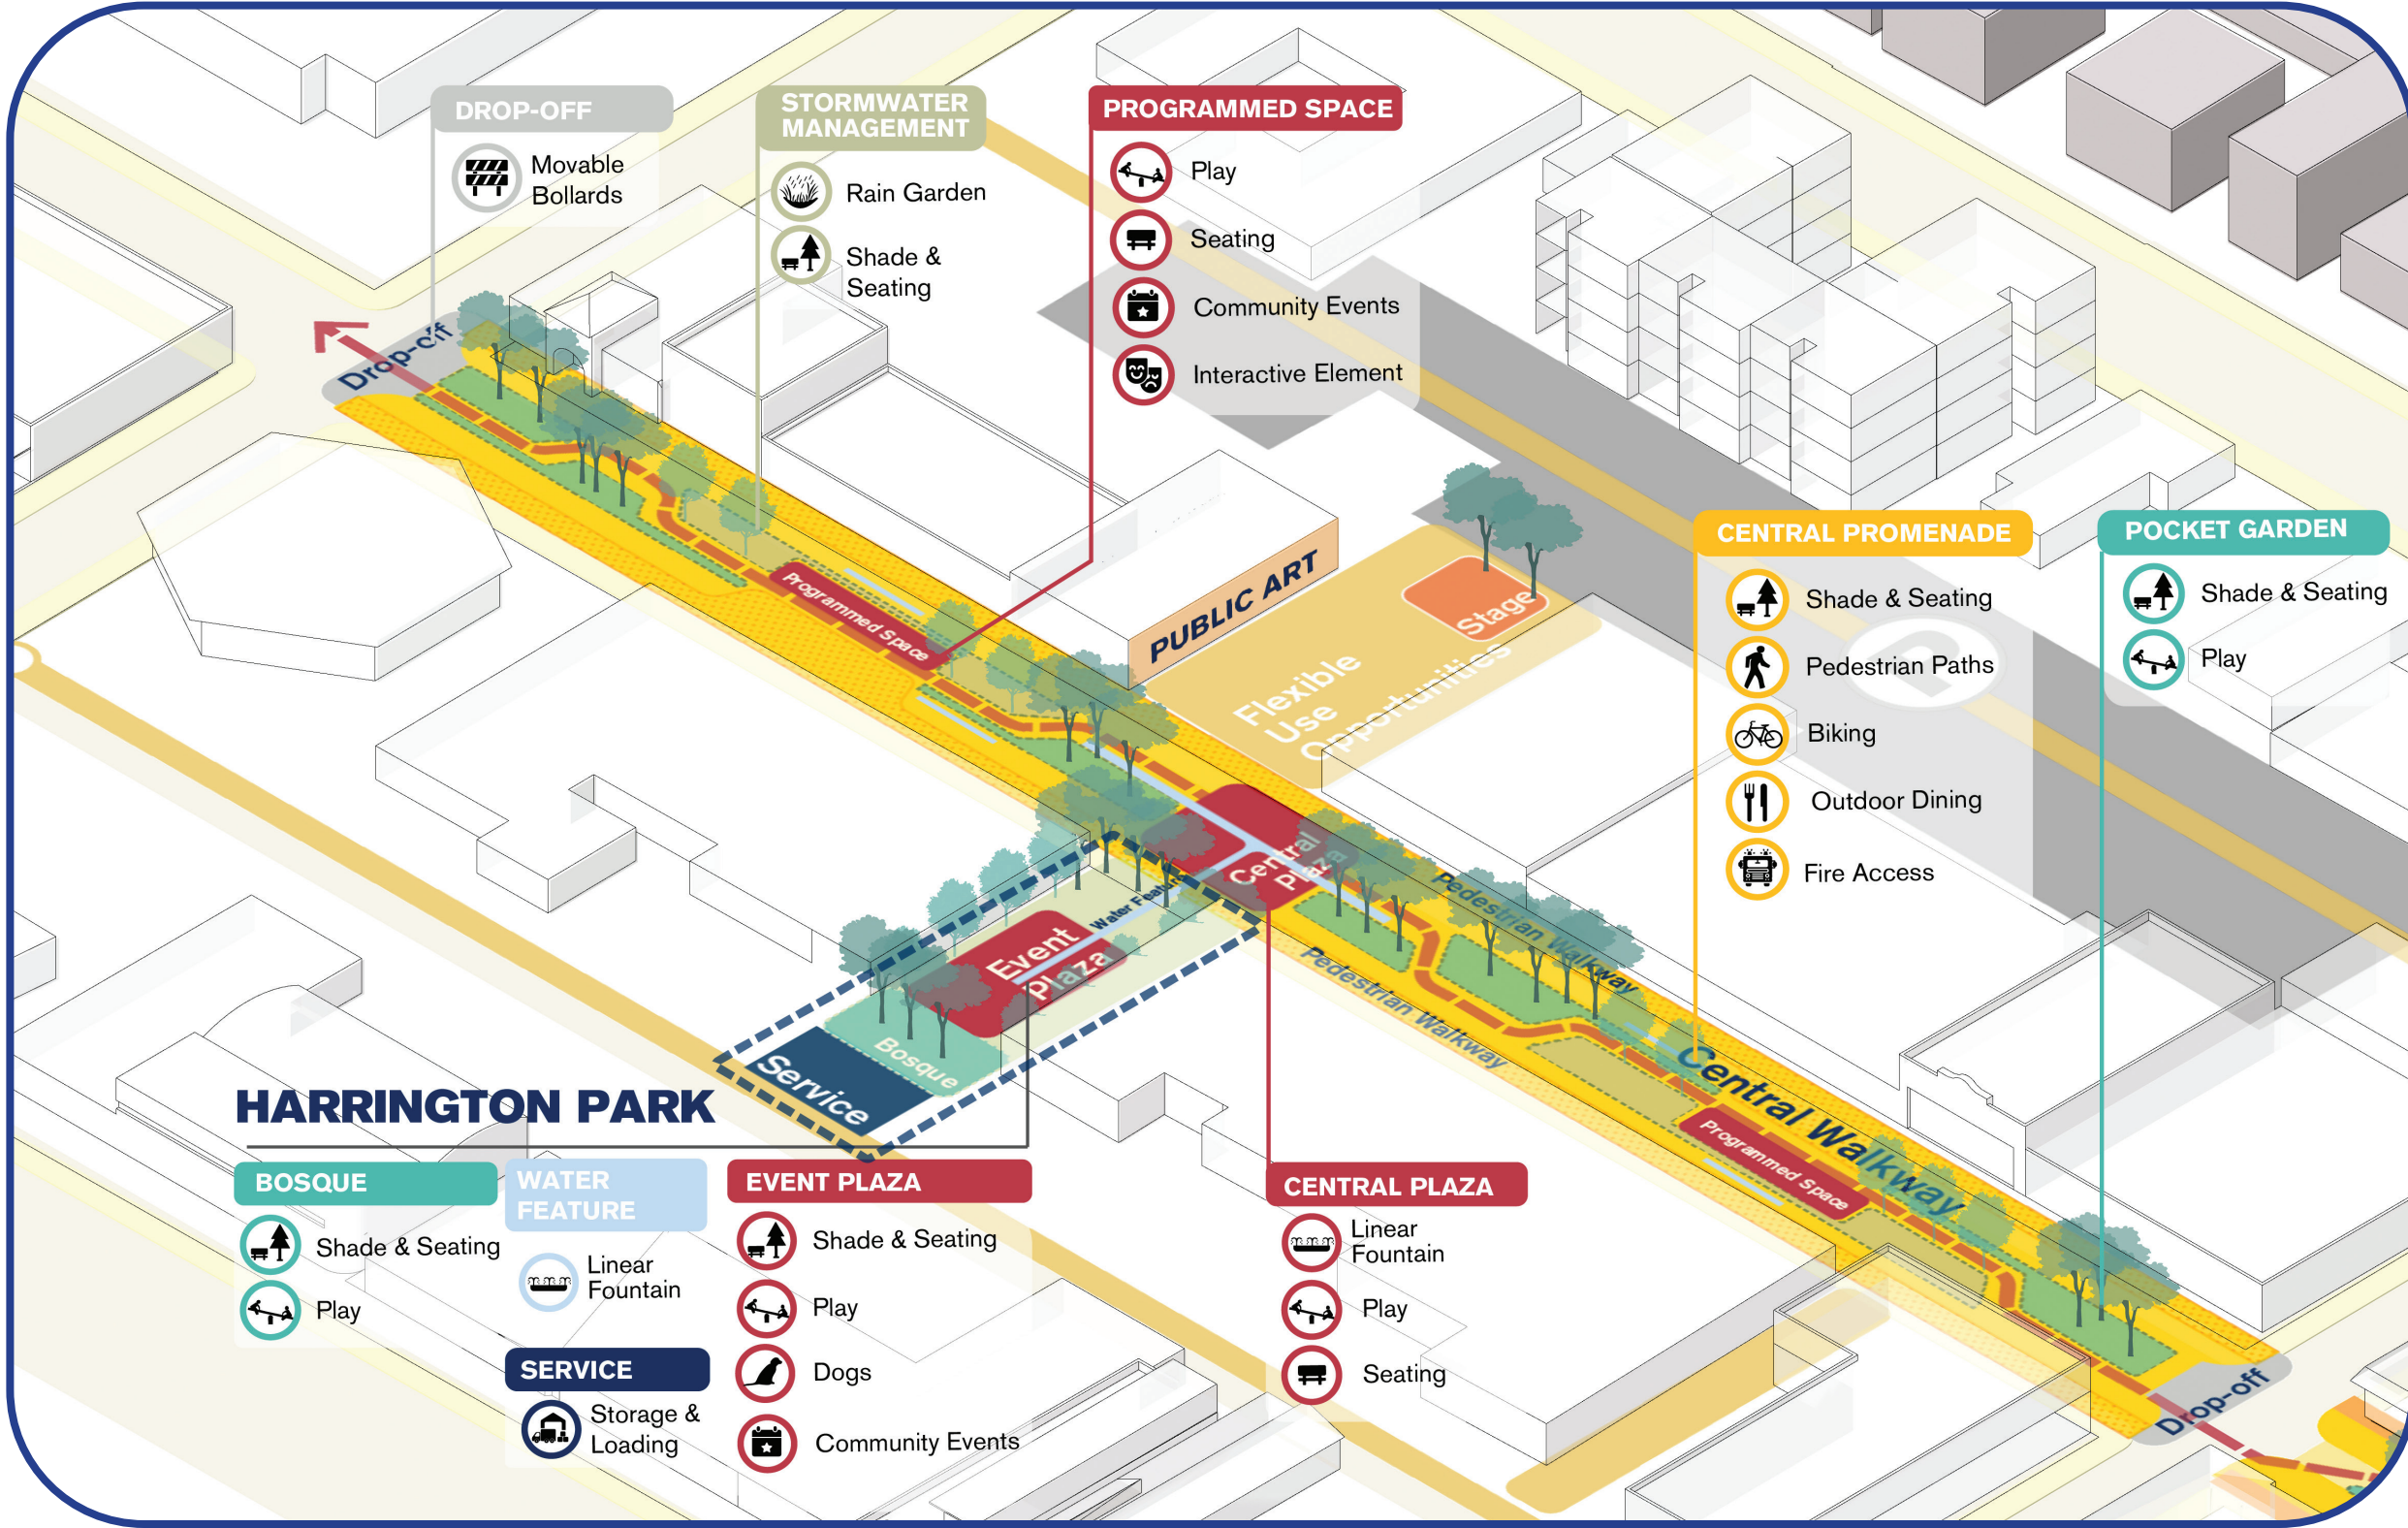 DROP-OFF
Movable
Bollards
STORMWATER
MANAGEMENT
Rain Garden
Shade &
Seating
PROGRAMMED SPACE
Play
Seating
Community Events
Interactive Element
Drop-off
Programmed Space
PUBLIC ART
Stage
Flexible
Use
Opportunities
CENTRAL PROMENADE
Shade & Seating
Pedestrian Paths
Biking
Outdoor Dining
Fire Access
POCKET GARDEN
Shade & Seating
Play
Central
Plaza
Water Feature
Event
Plaza
Bosque
Service
Pedestrian Walkway
Pedestrian Walkway
Central Walkway
Programmed Space
Drop-off
HARRINGTON PARK
BOSQUE
Shade & Seating
Play
WATER
FEATURE
Linear
Fountain
SERVICE
Storage &
Loading
EVENT PLAZA
Shade & Seating
Play
Dogs
Community Events
CENTRAL PLAZA
Linear
Fountain
Play
Seating